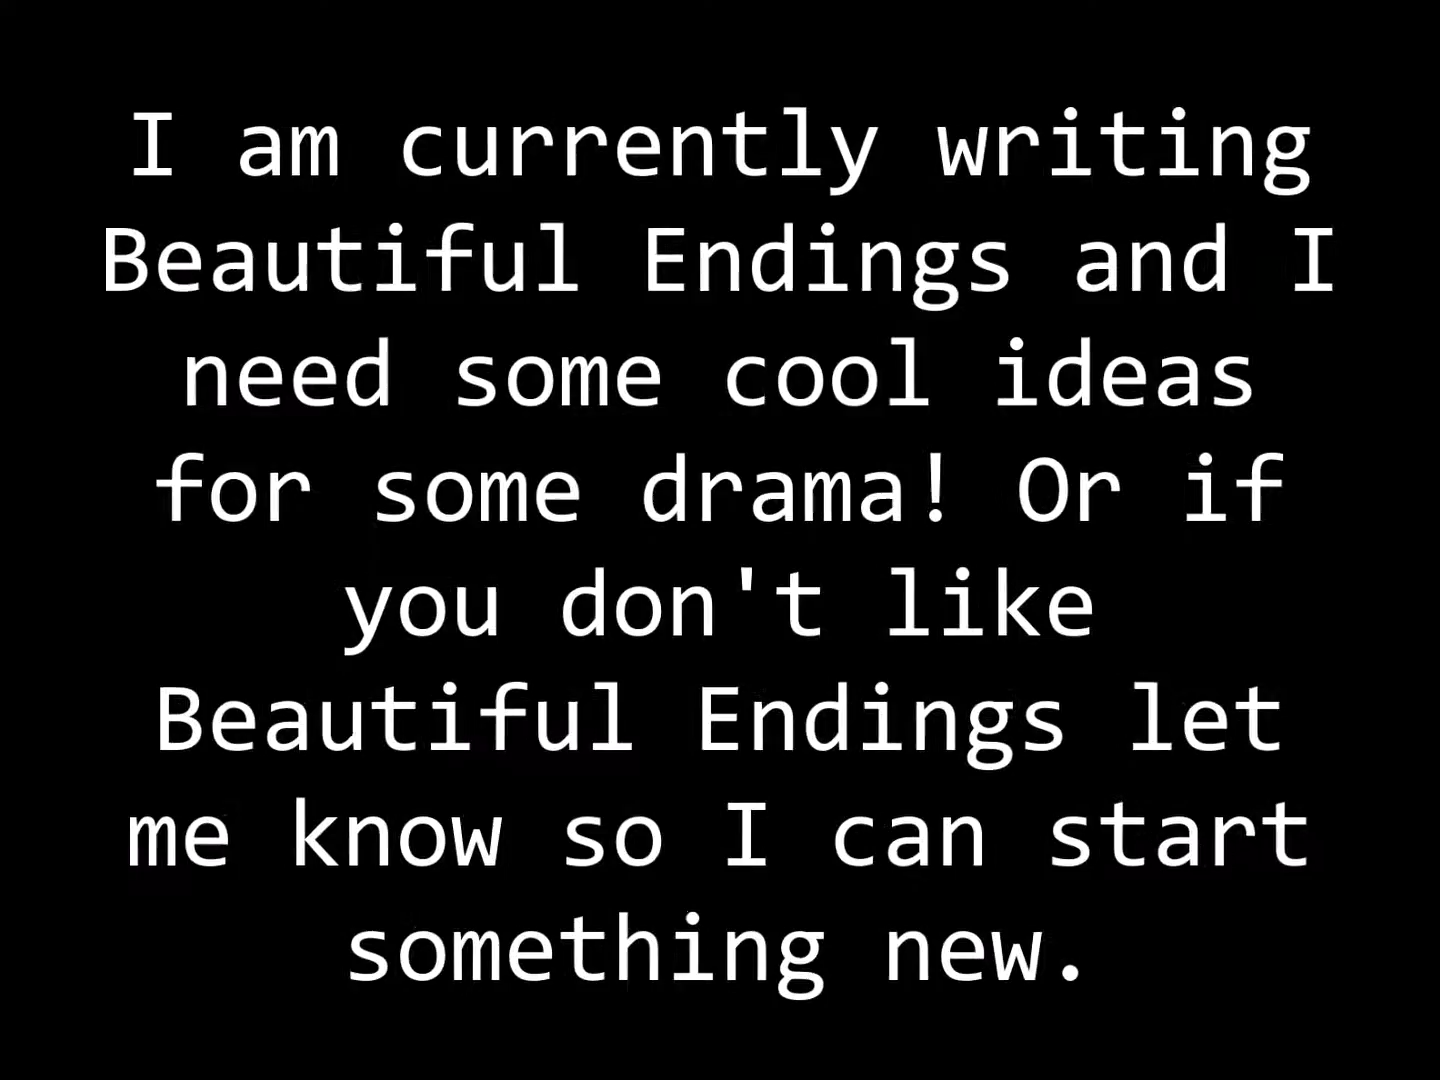 I am currently writing
Beautiful Endings and I
need some cool ideas
for some drama! Or if
you don't like
Beautiful Endings let
me know so I can start
something new.